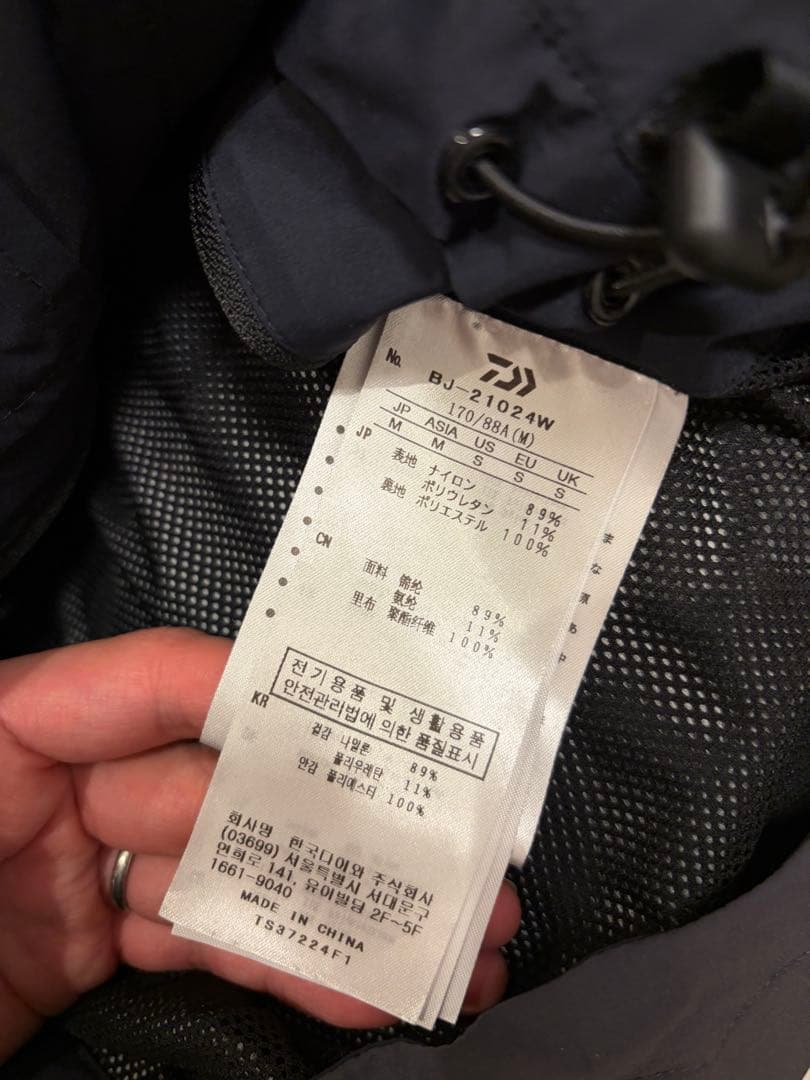 No. BJ-21024W
170/88A(M)
JP ASIA US EU UK
M M S S S
JP
表地 ナイロン 89%
ポリウレタン 11%
裏地 ポリエステル 100%
CN
面料 锦纶 89%
氨纶 11%
里布 聚酯纤维 100%
전기용품 및 생활용품
안전관리법에 의한 품질표시
KR
겉감 나일론 89%
폴리우레탄 11%
안감 폴리에스터 100%
회사명 한국다이와 주식회사
(03699) 서울특별시 서대문구
연희로 141, 유이빌딩 2F~5F
1661-9040
MADE IN CHINA
TS37224F1